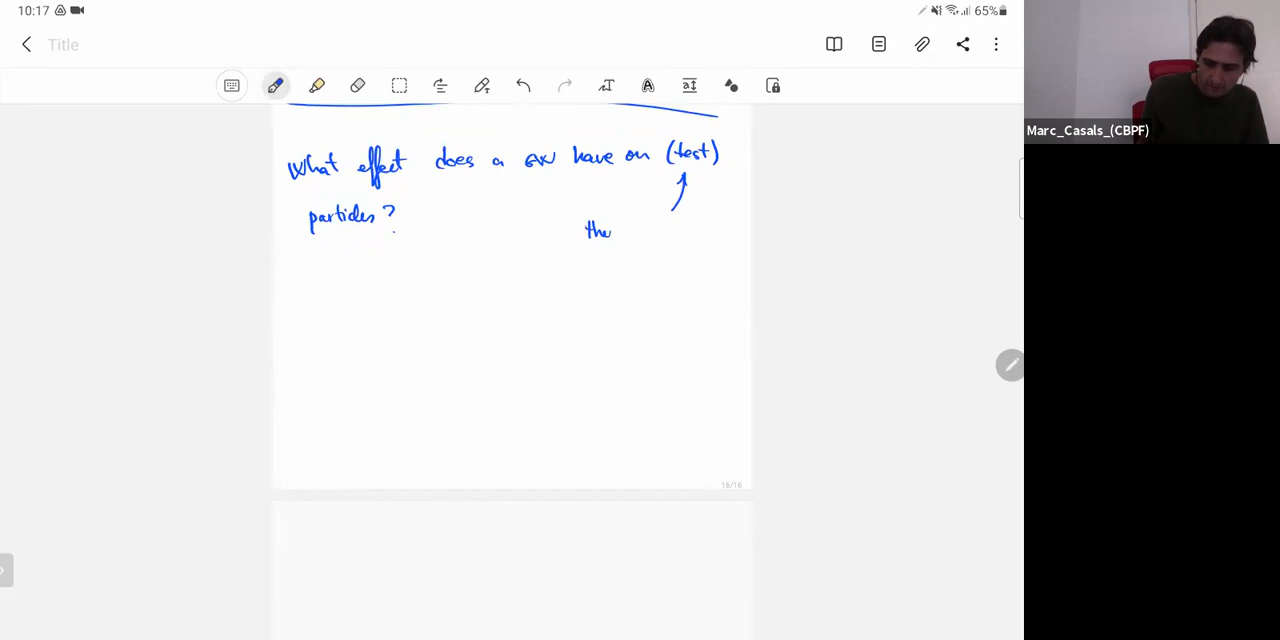 10:17
65%
Title
Marc_Casals_(CBPF)
What effect does a GW have on (test)
particles?
the
16/16